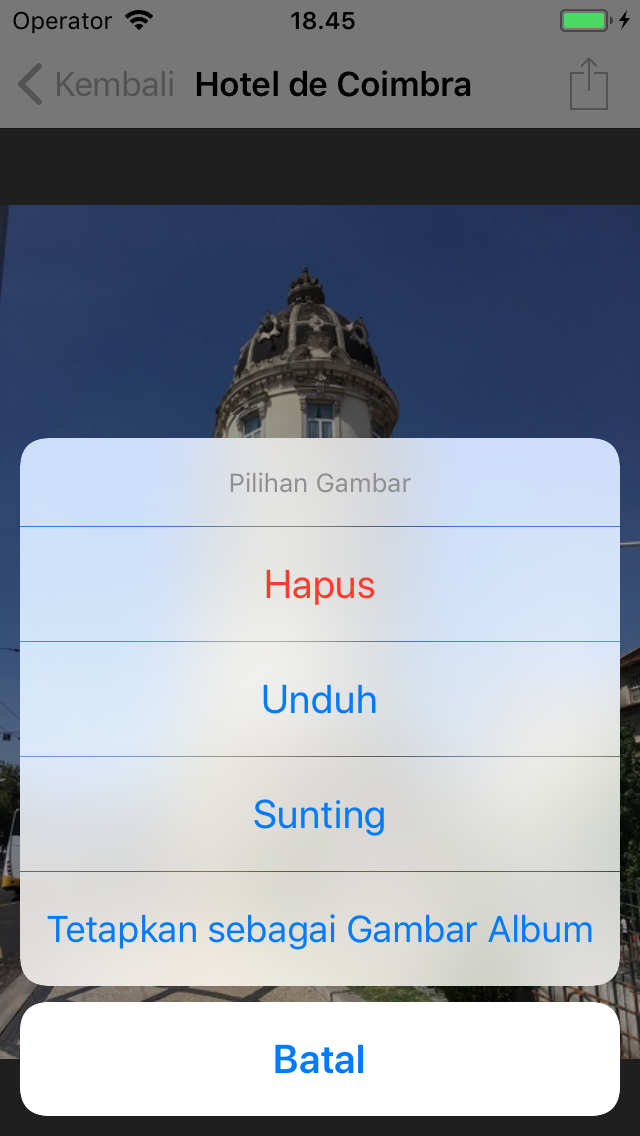 Operator 18.45
Kembali Hotel de Coimbra
Pilihan Gambar
Hapus
Unduh
Sunting
Tetapkan sebagai Gambar Album
Batal